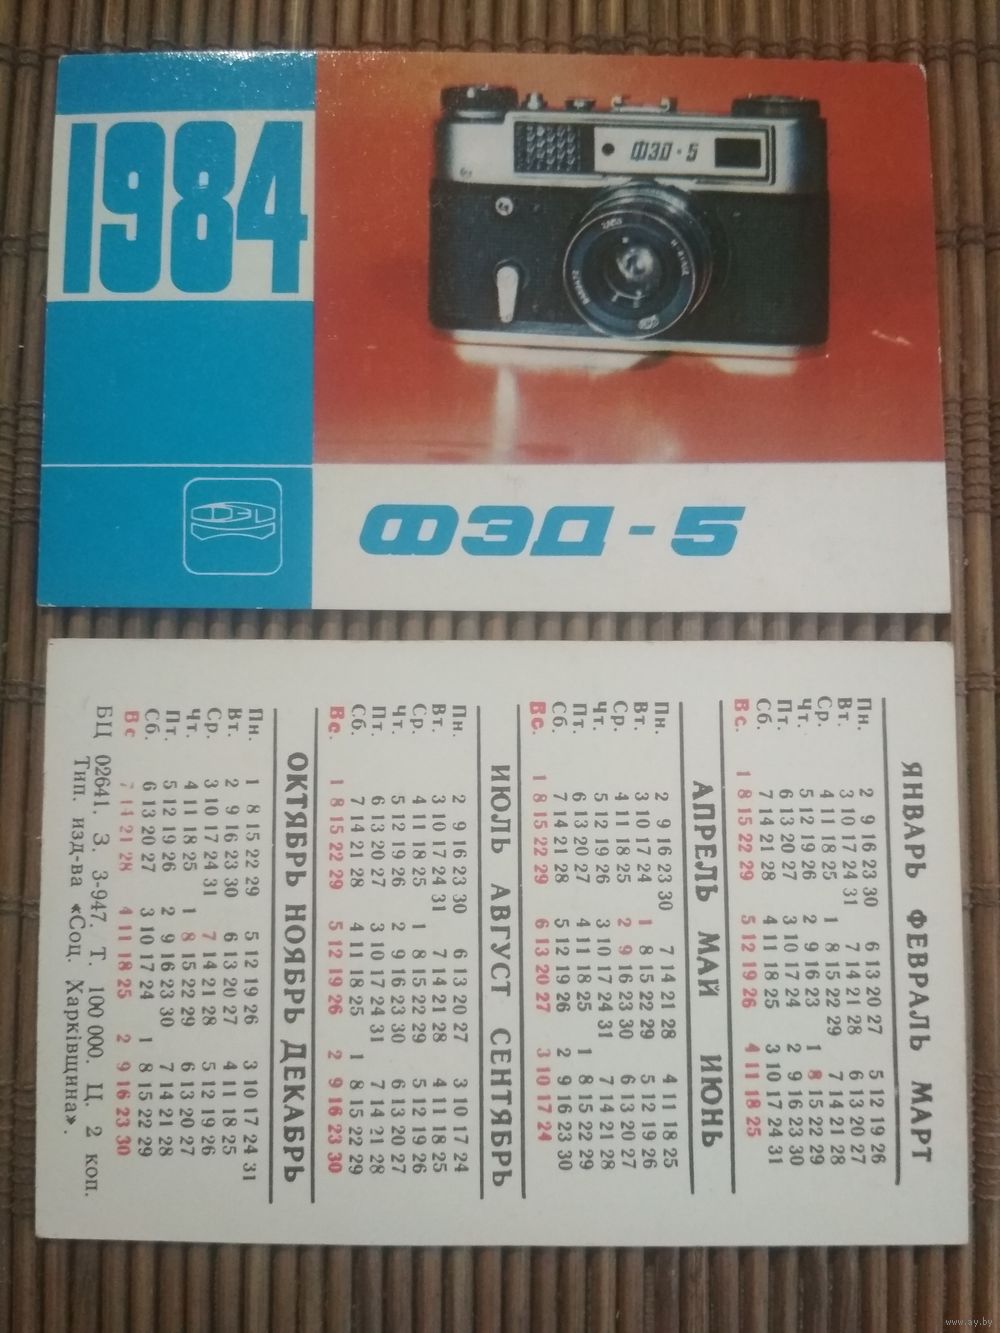 1984
ФЭД-5
ФЭД
ФЭД-5
ЯНВАРЬ ФЕВРАЛЬ МАРТ
Пн. 2 9 16 23 30 6 13 20 27 5 12 19 26
Вт. 3 10 17 24 31 7 14 21 28 6 13 20 27
Ср. 4 11 18 25 1 8 15 22 29 7 14 21 28
Чт. 5 12 19 26 2 9 16 23 1 8 15 22 29
Пт. 6 13 20 27 3 10 17 24 2 9 16 23 30
Сб. 7 14 21 28 4 11 18 25 3 10 17 24 31
Вс. 1 8 15 22 29 5 12 19 26 4 11 18 25
АПРЕЛЬ МАЙ ИЮНЬ
Пн. 2 9 16 23 30 7 14 21 28 4 11 18 25
Вт. 3 10 17 24 1 8 15 22 29 5 12 19 26
Ср. 4 11 18 25 2 9 16 23 30 6 13 20 27
Чт. 5 12 19 26 3 10 17 24 31 7 14 21 28
Пт. 6 13 20 27 4 11 18 25 1 8 15 22 29
Сб. 7 14 21 28 5 12 19 26 2 9 16 23 30
Вс. 1 8 15 22 29 6 13 20 27 3 10 17 24
ИЮЛЬ АВГУСТ СЕНТЯБРЬ
Пн. 2 9 16 23 30 6 13 20 27 3 10 17 24
Вт. 3 10 17 24 31 7 14 21 28 4 11 18 25
Ср. 4 11 18 25 1 8 15 22 29 5 12 19 26
Чт. 5 12 19 26 2 9 16 23 30 6 13 20 27
Пт. 6 13 20 27 3 10 17 24 31 7 14 21 28
Сб. 7 14 21 28 4 11 18 25 1 8 15 22 29
Вс. 1 8 15 22 29 5 12 19 26 2 9 16 23 30
ОКТЯБРЬ НОЯБРЬ ДЕКАБРЬ
Пн. 1 8 15 22 29 5 12 19 26 3 10 17 24 31
Вт. 2 9 16 23 30 6 13 20 27 4 11 18 25
Ср. 3 10 17 24 31 7 14 21 28 5 12 19 26
Чт. 4 11 18 25 1 8 15 22 29 6 13 20 27
Пт. 5 12 19 26 2 9 16 23 30 7 14 21 28
Сб. 6 13 20 27 3 10 17 24 1 8 15 22 29
Вс 7 14 21 28 4 11 18 25 2 9 16 23 30
БЦ 02641. З. 3-947. Т. 100 000. Ц. 2 коп.
Тип. изд-ва «Соц. Харківщина».
www.ay.by